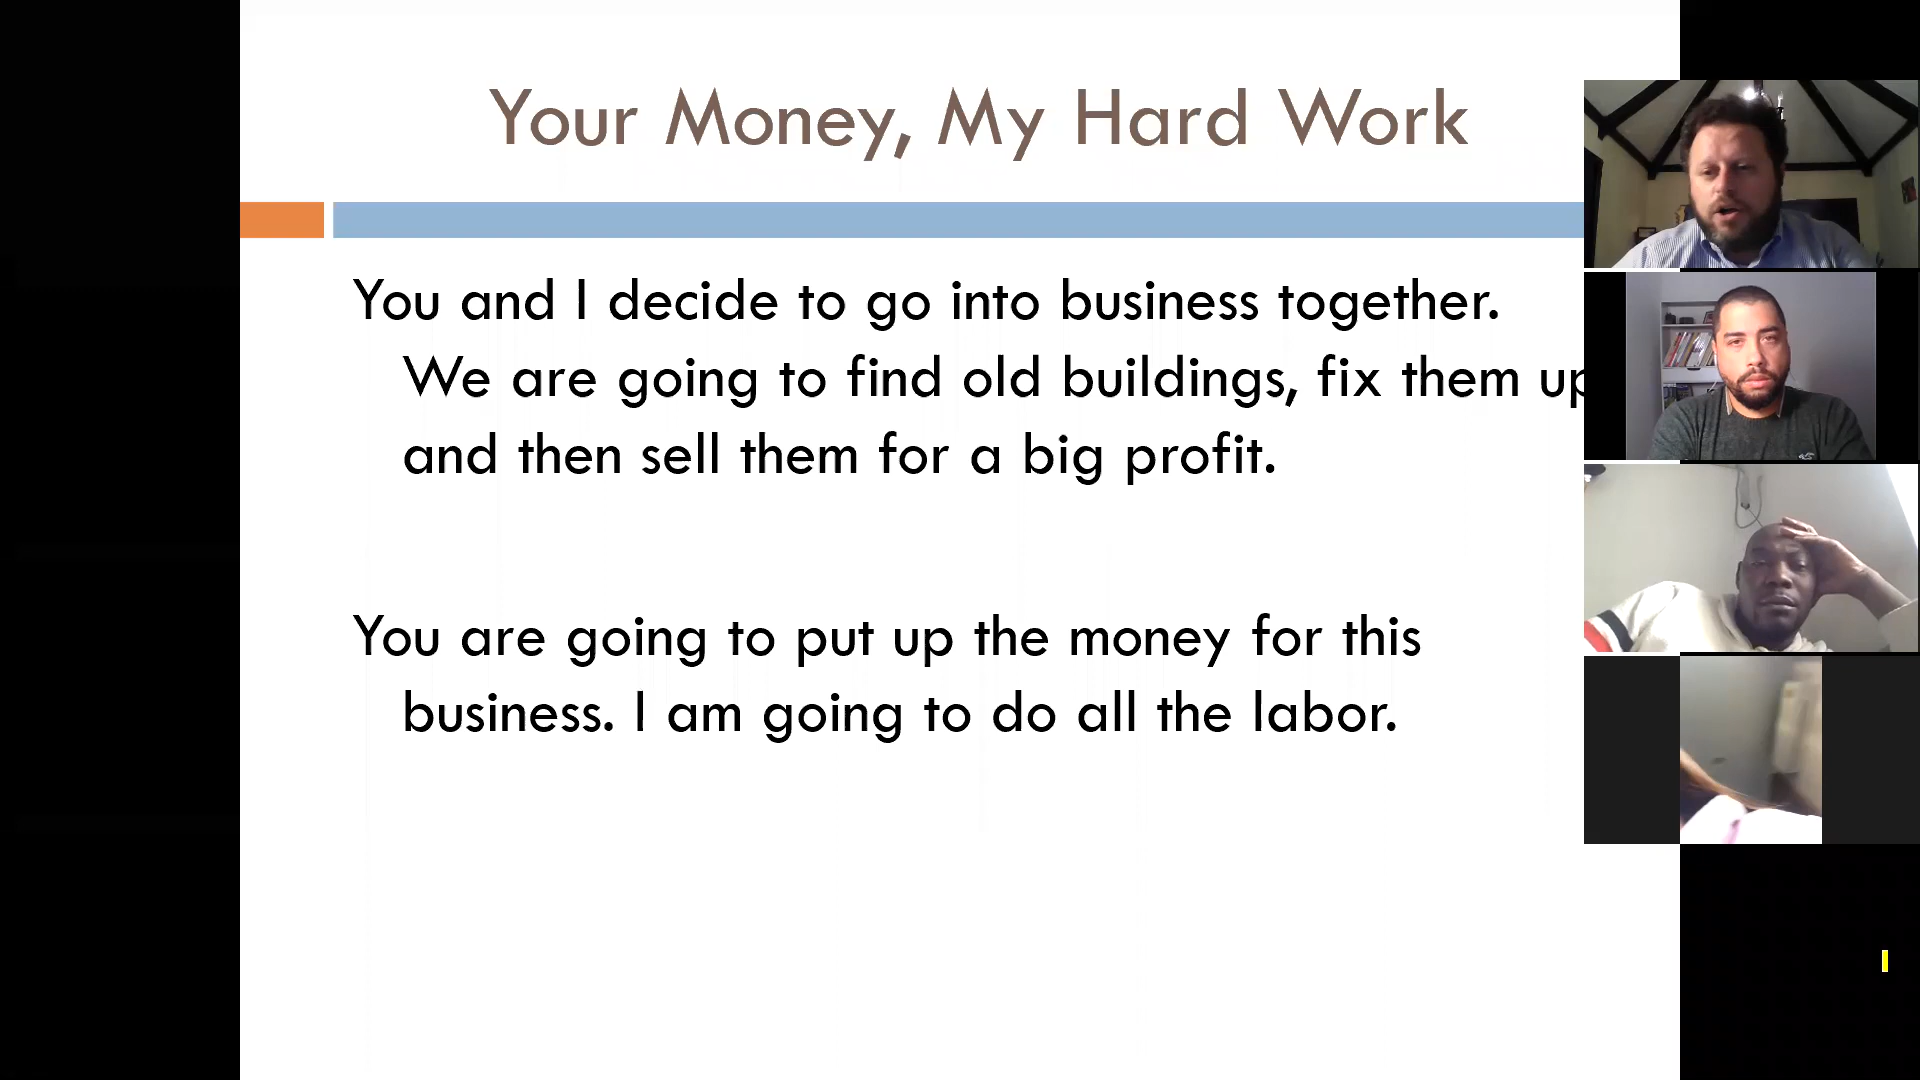 Your Money, My Hard Work
You and I decide to go into business together.
We are going to find old buildings, fix them up
and then sell them for a big profit.
You are going to put up the money for this
business. I am going to do all the labor.